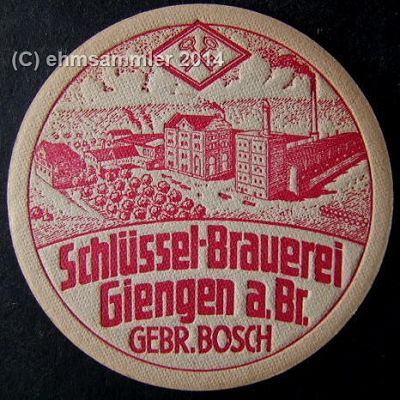 (C) ehmsammler 2014
Schlüssel-Brauerei
Giengen a.Br.
GEBR. BOSCH